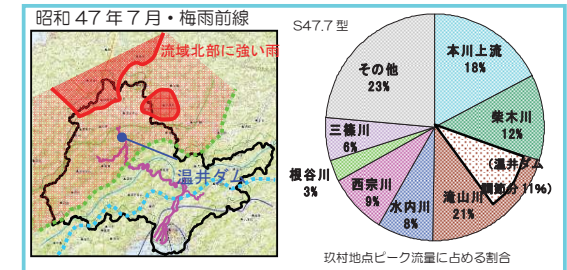 昭和47年7月・梅雨前線
流域北部に強い雨
温井ダム
S47.7型
本川上流
18%
柴木川
12%
(温井ダム
調節分11%)
滝山川
21%
水内川
8%
西宗川
9%
根谷川
3%
三篠川
6%
その他
23%
玖村地点ピーク流量に占める割合